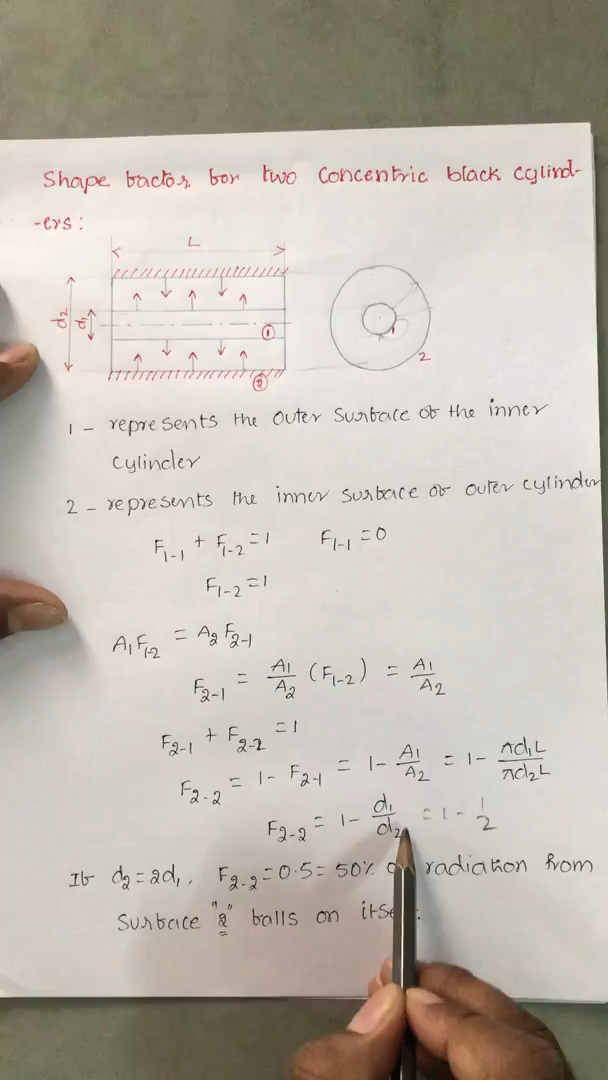 Shape factor for two concentric black cylind-
-ers:
L
d2
d1
1
2
1
2
1 - represents the outer surface of the inner
cylinder
2 - represents the inner surface of outer cylinder
F1-1 + F1-2 = 1 F1-1 = 0
F1-2 = 1
A1 F1-2 = A2 F2-1
F2-1 = A1/A2 (F1-2) = A1/A2
F2-1 + F2-2 = 1
F2-2 = 1 - F2-1 = 1 - A1/A2 = 1 - πd1L/πd2L
F2-2 = 1 - d1/d2 = 1 - 1/2
If d2 = 2d1, F2-2 = 0.5 = 50% radiation from
surface "2" falls on